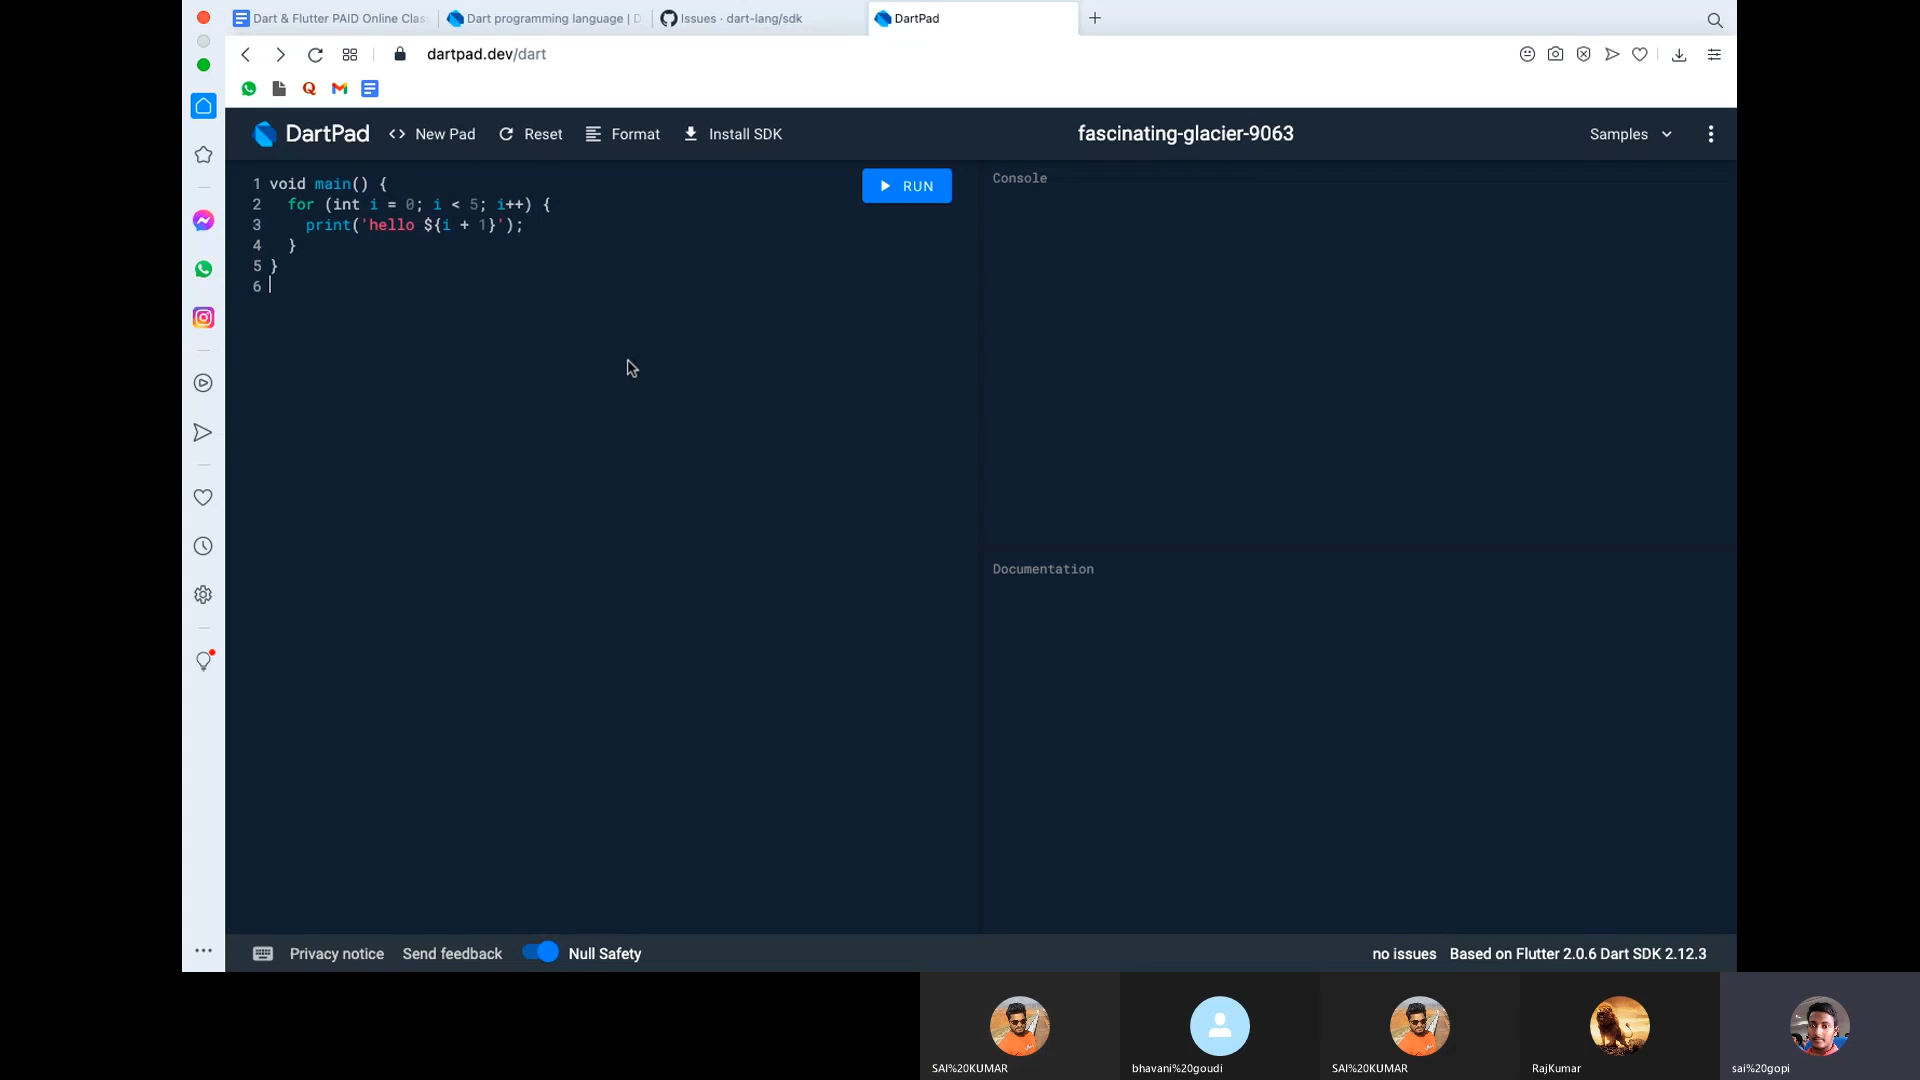 Dart & Flutter PAID Online Clas
Dart programming language | D
Issues · dart-lang/sdk
DartPad
dartpad.dev/dart
DartPad
<> New Pad
Reset
Format
Install SDK
fascinating-glacier-9063
Samples
1 void main() {
2 for (int i = 0; i < 5; i++) {
3 print('hello ${i + 1}');
4 }
5 }
6
RUN
Console
Documentation
Privacy notice
Send feedback
Null Safety
no issues
Based on Flutter 2.0.6 Dart SDK 2.12.3
SAI%20KUMAR
bhavani%20goudi
SAI%20KUMAR
RajKumar
sai%20gopi